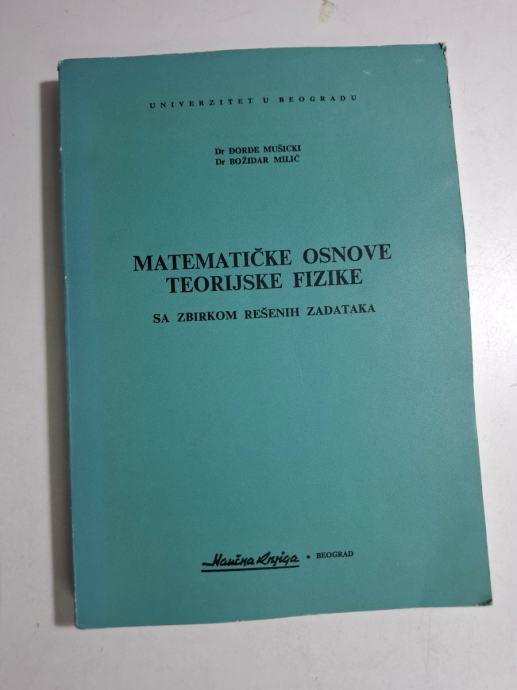 UNIVERZITET U BEOGRADU
Dr ĐORĐE MUŠICKI
Dr BOŽIDAR MILIĆ
MATEMATIČKE OSNOVE
TEORIJSKE FIZIKE
SA ZBIRKOM REŠENIH ZADATAKA
Naučna knjiga • BEOGRAD